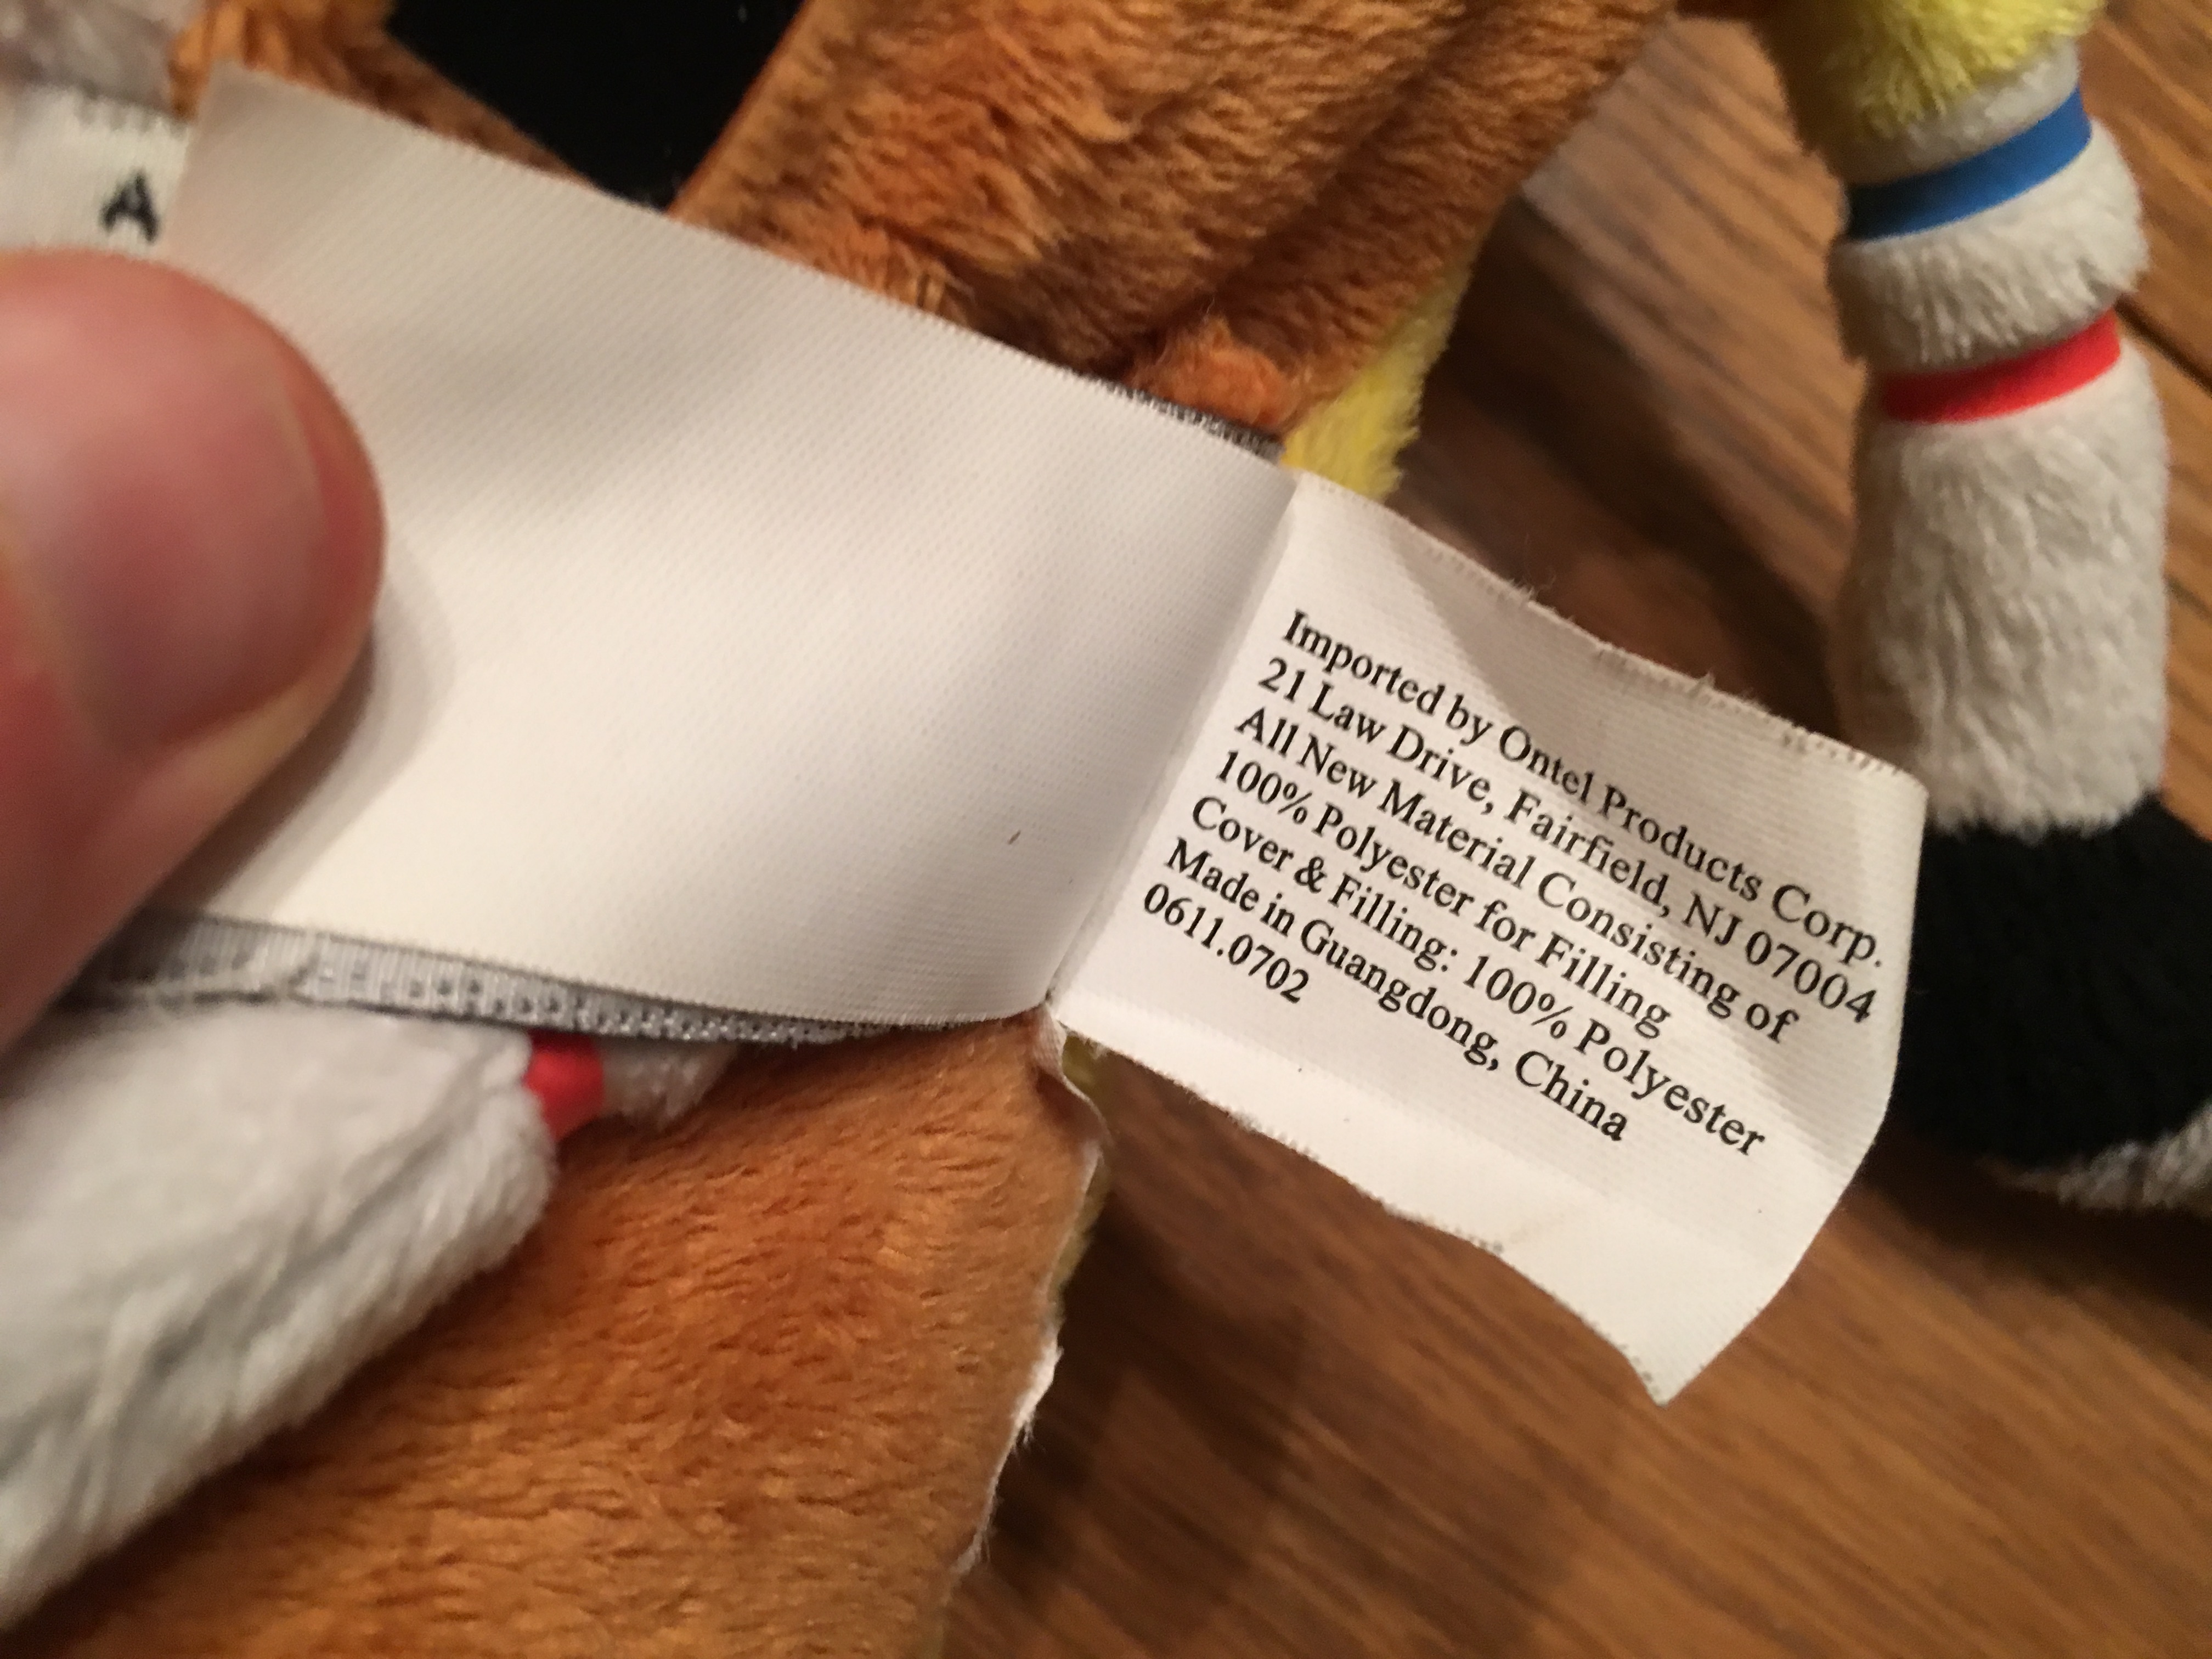 A
Imported by Ontel Products Corp.
21 Law Drive, Fairfield, NJ 07004
All New Material Consisting of
100% Polyester for Filling
Cover & Filling: 100% Polyester
Made in Guangdong, China
0611.0702